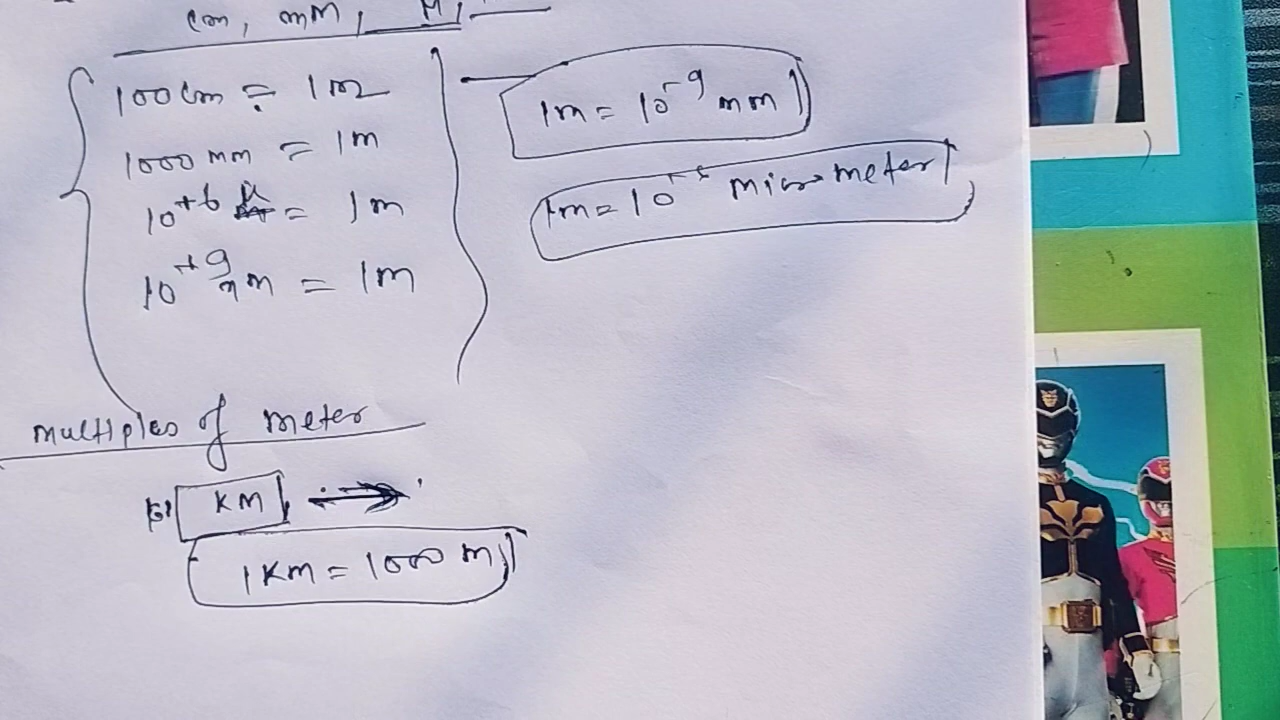 cm, mM, M,
100 cm = 1m
1000 mm = 1m
10⁺⁶ μ = 1m
10⁺⁹ nm = 1m
1m = 10⁻⁹ mm
1m = 10 micrometer
multiples of meter
KM
1 KM = 1000 m